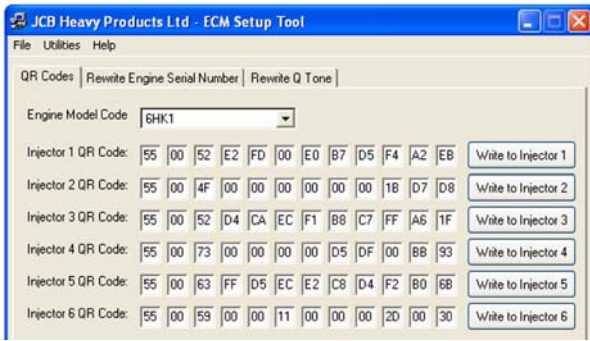 JCB Heavy Products Ltd - ECM Setup Tool
File Utilities Help
QR Codes Rewrite Engine Serial Number Rewrite Q Tone
Engine Model Code 6HK1
Injector 1 QR Code: 55 00 52 E2 FD 00 E0 B7 D5 F4 A2 EB Write to Injector 1
Injector 2 QR Code: 55 00 4F 00 00 00 00 00 00 1B D7 D8 Write to Injector 2
Injector 3 QR Code: 55 00 52 D4 CA EC F1 B8 C7 FF A6 1F Write to Injector 3
Injector 4 QR Code: 55 00 73 00 00 00 00 D5 DF 00 BB 93 Write to Injector 4
Injector 5 QR Code: 55 00 63 FF D5 EC E2 C8 D4 F2 B0 6B Write to Injector 5
Injector 6 QR Code: 55 00 59 00 00 11 00 00 00 2D 00 30 Write to Injector 6